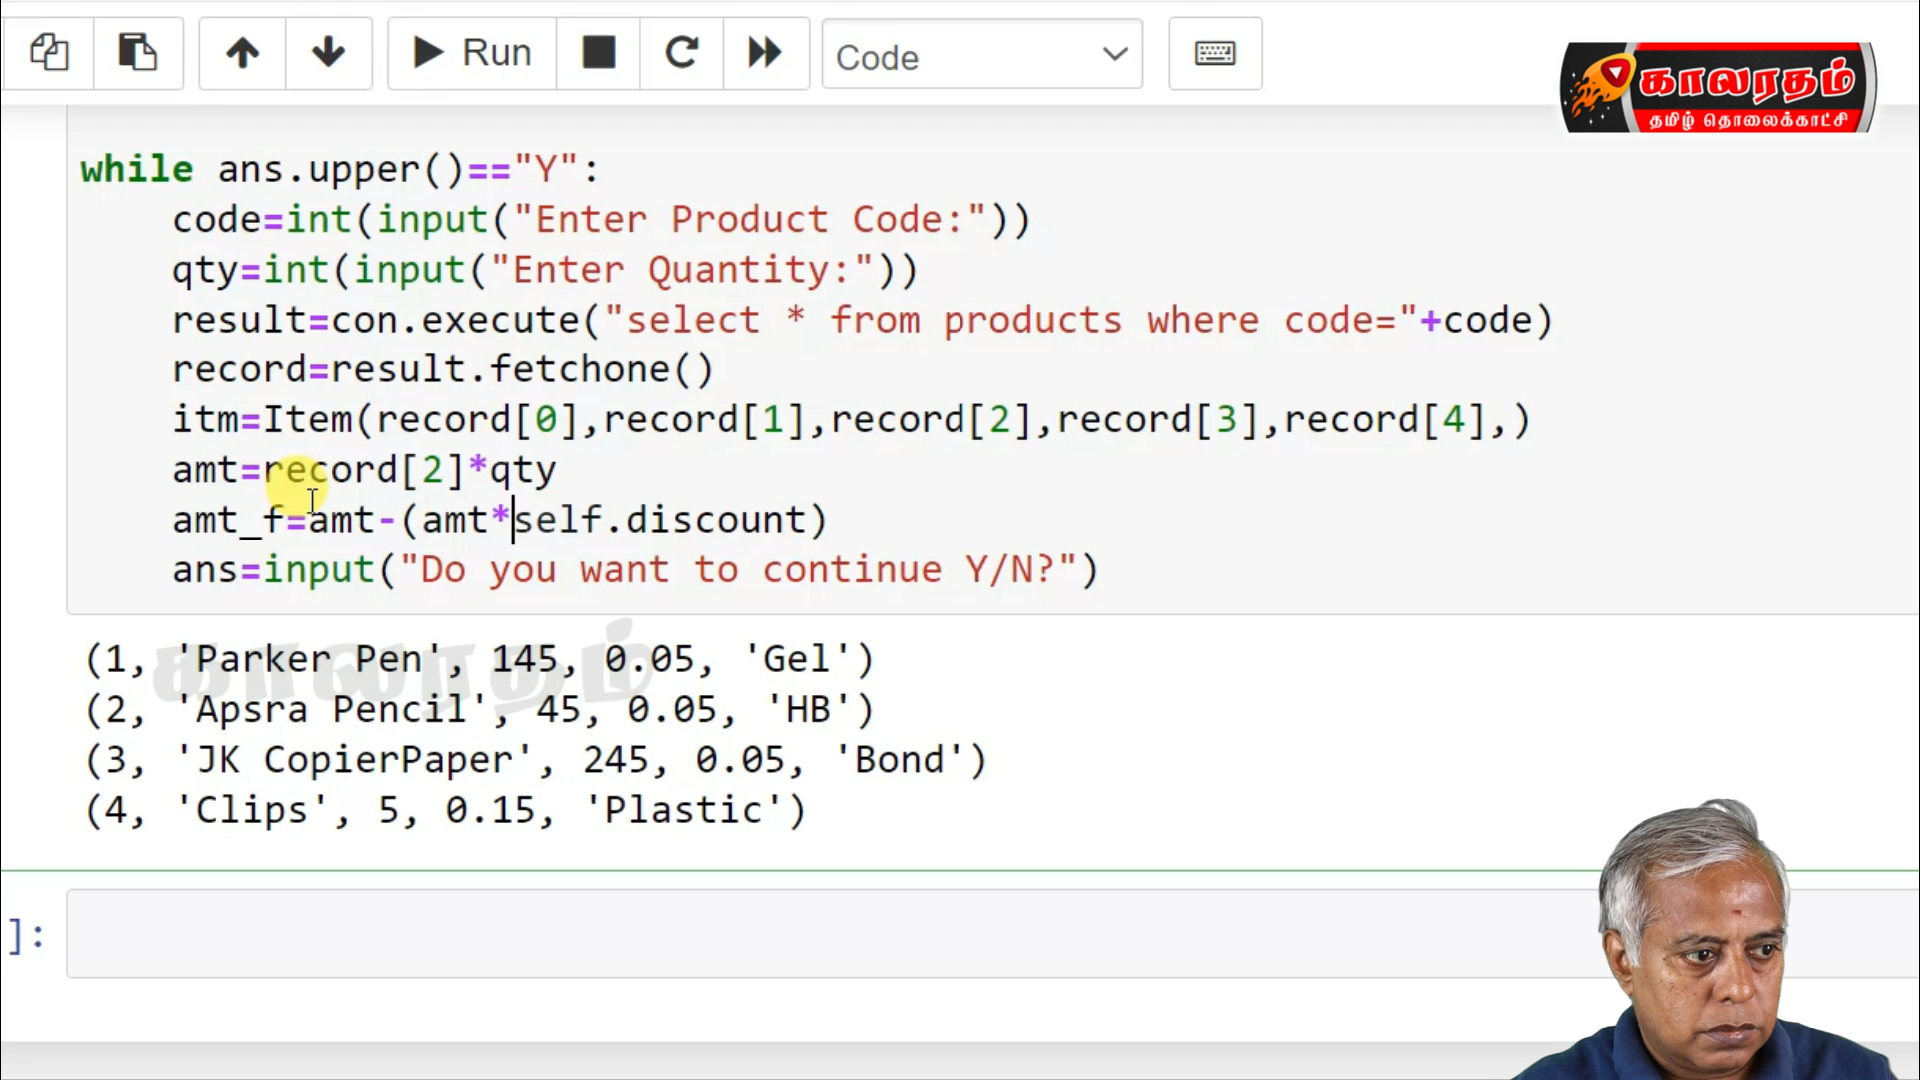 Run
Code
காலரதம்
தமிழ் தொலைக்காட்சி
while ans.upper()=="Y":
code=int(input("Enter Product Code:"))
qty=int(input("Enter Quantity:"))
result=con.execute("select * from products where code="+code)
record=result.fetchone()
itm=Item(record[0],record[1],record[2],record[3],record[4],)
amt=record[2]*qty
amt_f=amt-(amt*self.discount)
ans=input("Do you want to continue Y/N?")
காலரதம்
(1, 'Parker Pen', 145, 0.05, 'Gel')
(2, 'Apsra Pencil', 45, 0.05, 'HB')
(3, 'JK CopierPaper', 245, 0.05, 'Bond')
(4, 'Clips', 5, 0.15, 'Plastic')
]: